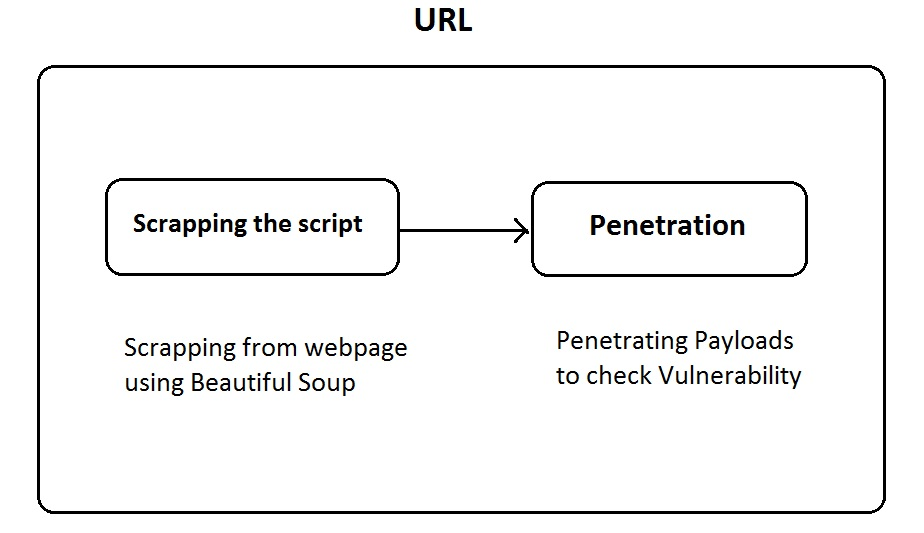 URL
Scrapping the script
Penetration
Scrapping from webpage
using Beautiful Soup
Penetrating Payloads
to check Vulnerability